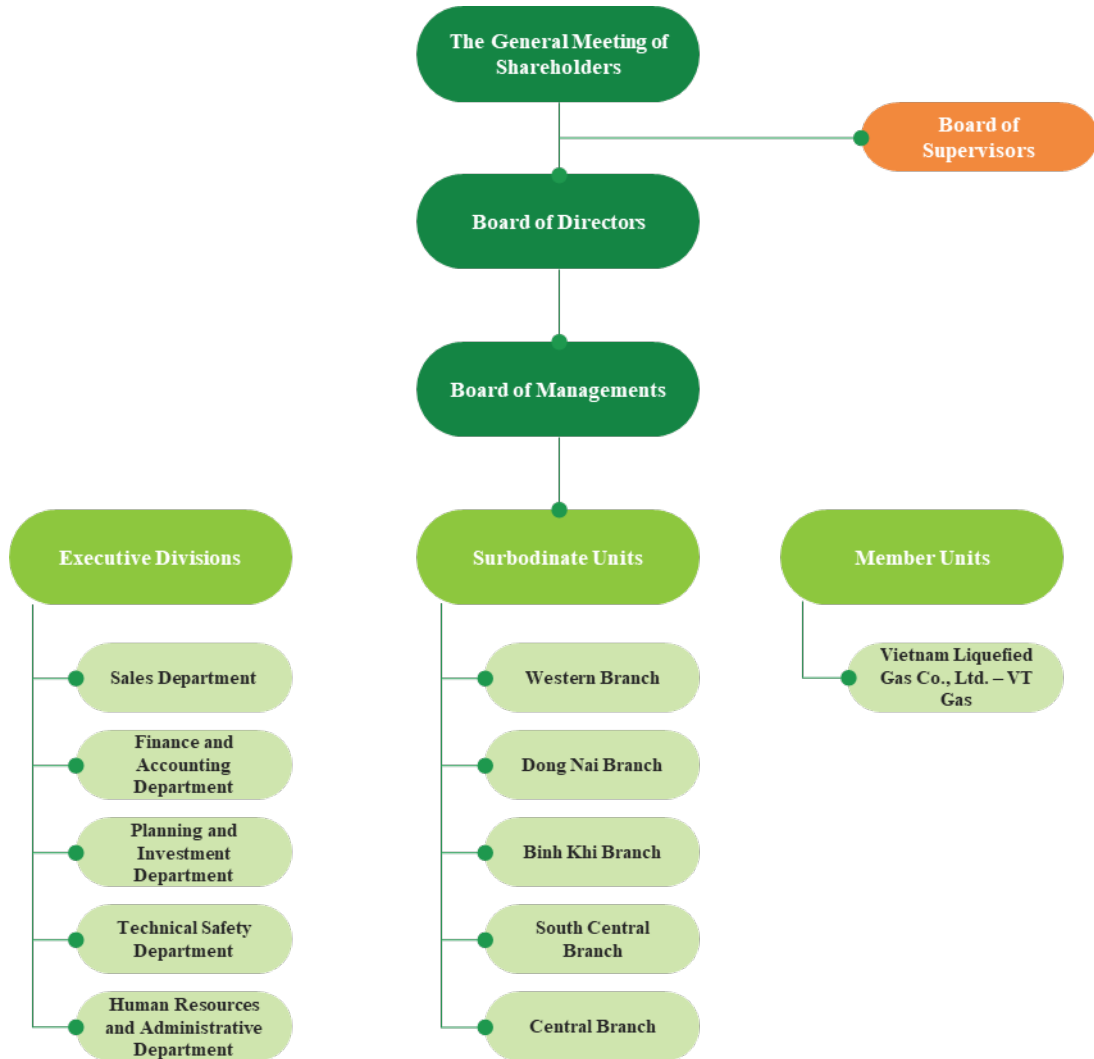 The General Meeting of
Shareholders
Board of
Supervisors
Board of Directors
Board of Managements
Executive Divisions
Surbodinate Units
Member Units
Sales Department
Finance and
Accounting
Department
Planning and
Investment
Department
Technical Safety
Department
Human Resources
and Administrative
Department
Western Branch
Dong Nai Branch
Binh Khi Branch
South Central
Branch
Central Branch
Vietnam Liquefied
Gas Co., Ltd. – VT
Gas